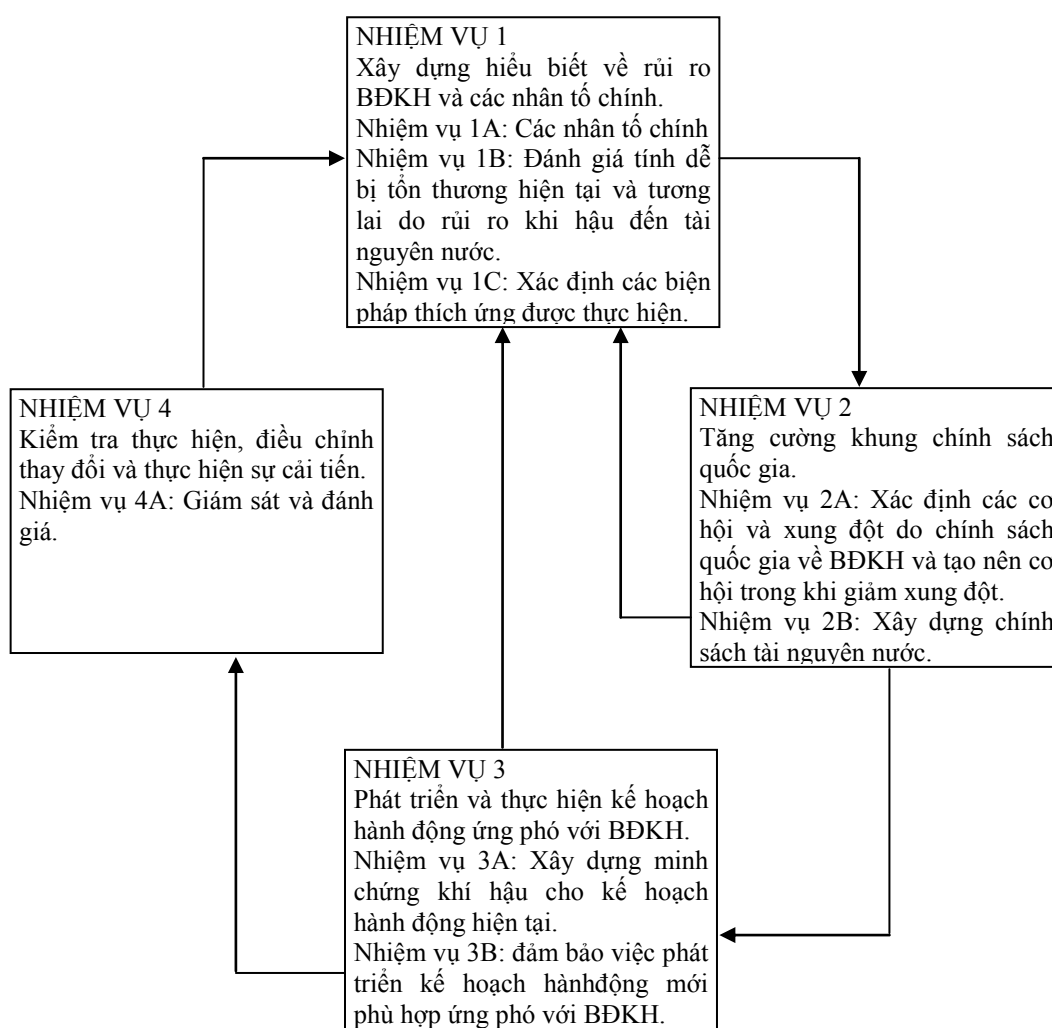 NHIỆM VỤ 1
Xây dựng hiểu biết về rủi ro
BĐKH và các nhân tố chính.
Nhiệm vụ 1A: Các nhân tố chính
Nhiệm vụ 1B: Đánh giá tính dễ
bị tổn thương hiện tại và tương
lai do rủi ro khi hậu đến tài
nguyên nước.
Nhiệm vụ 1C: Xác định các biện
pháp thích ứng được thực hiện.
NHIỆM VỤ 4
Kiểm tra thực hiện, điều chỉnh
thay đổi và thực hiện sự cải tiến.
Nhiệm vụ 4A: Giám sát và đánh
giá.
NHIỆM VỤ 2
Tăng cường khung chính sách
quốc gia.
Nhiệm vụ 2A: Xác định các cơ
hội và xung đột do chính sách
quốc gia về BĐKH và tạo nên cơ
hội trong khi giảm xung đột.
Nhiệm vụ 2B: Xây dựng chính
sách tài nguyên nước.
NHIỆM VỤ 3
Phát triển và thực hiện kế hoạch
hành động ứng phó với BĐKH.
Nhiệm vụ 3A: Xây dựng minh
chứng khí hậu cho kế hoạch
hành động hiện tại.
Nhiệm vụ 3B: đảm bảo việc phát
triển kế hoạch hànhđộng mới
phù hợp ứng phó với BĐKH.